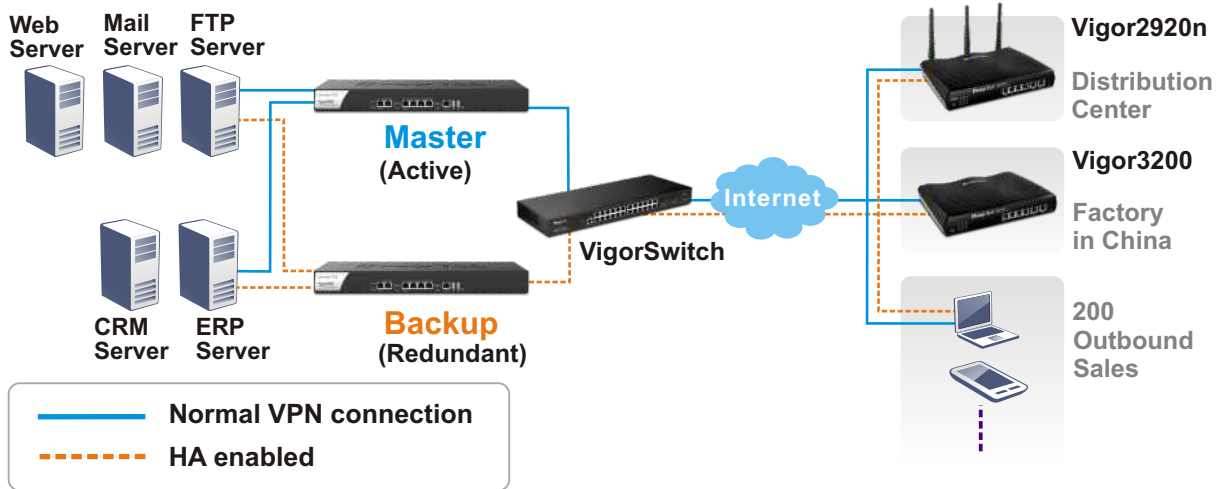 Web
Server
Mail
Server
FTP
Server
Master
(Active)
CRM
Server
ERP
Server
Backup
(Redundant)
VigorSwitch
Internet
Vigor2920n
Distribution
Center
Vigor3200
Factory
in China
200
Outbound
Sales
Normal VPN connection
HA enabled